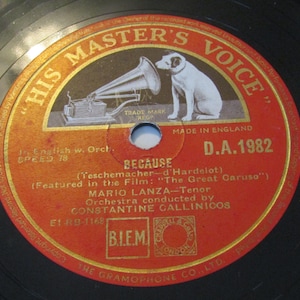 "HIS MASTER'S VOICE"
TRADE MARK
REGD
MADE IN ENGLAND
In English w. Orch.
SPEED 78
D.A.1982
BECAUSE
(Teschemacher—d'Hardelot)
(Featured in the Film: "The Great Caruso")
MARIO LANZA—Tenor
Orchestra conducted by
CONSTANTINE CALLINICOS
B.I.E.M.
THE GRAMOPHONE CO., LTD.